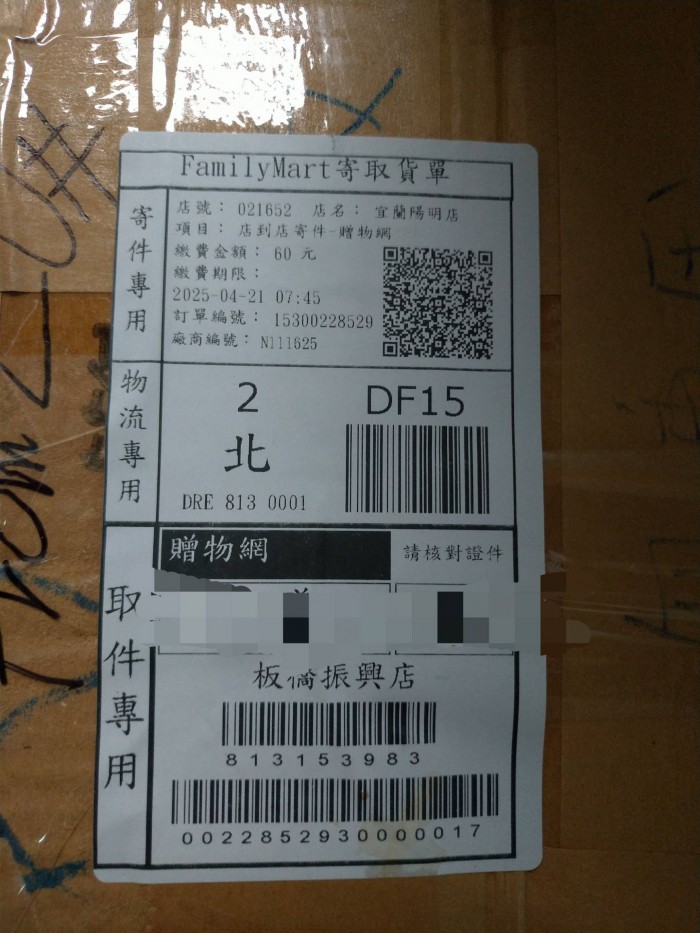 FamilyMart寄取貨單
寄件專用
店號： 021652 店名： 宜蘭陽明店
項目： 店到店寄件-贈物網
繳費金額： 60 元
繳費期限：
2025-04-21 07:45
訂單編號： 15300228529
廠商編號： N111625
物流專用
2
北
DRE 813 0001
DF15
取件專用
贈物網
請核對證件
板橋振興店
813153983
0022852930000017